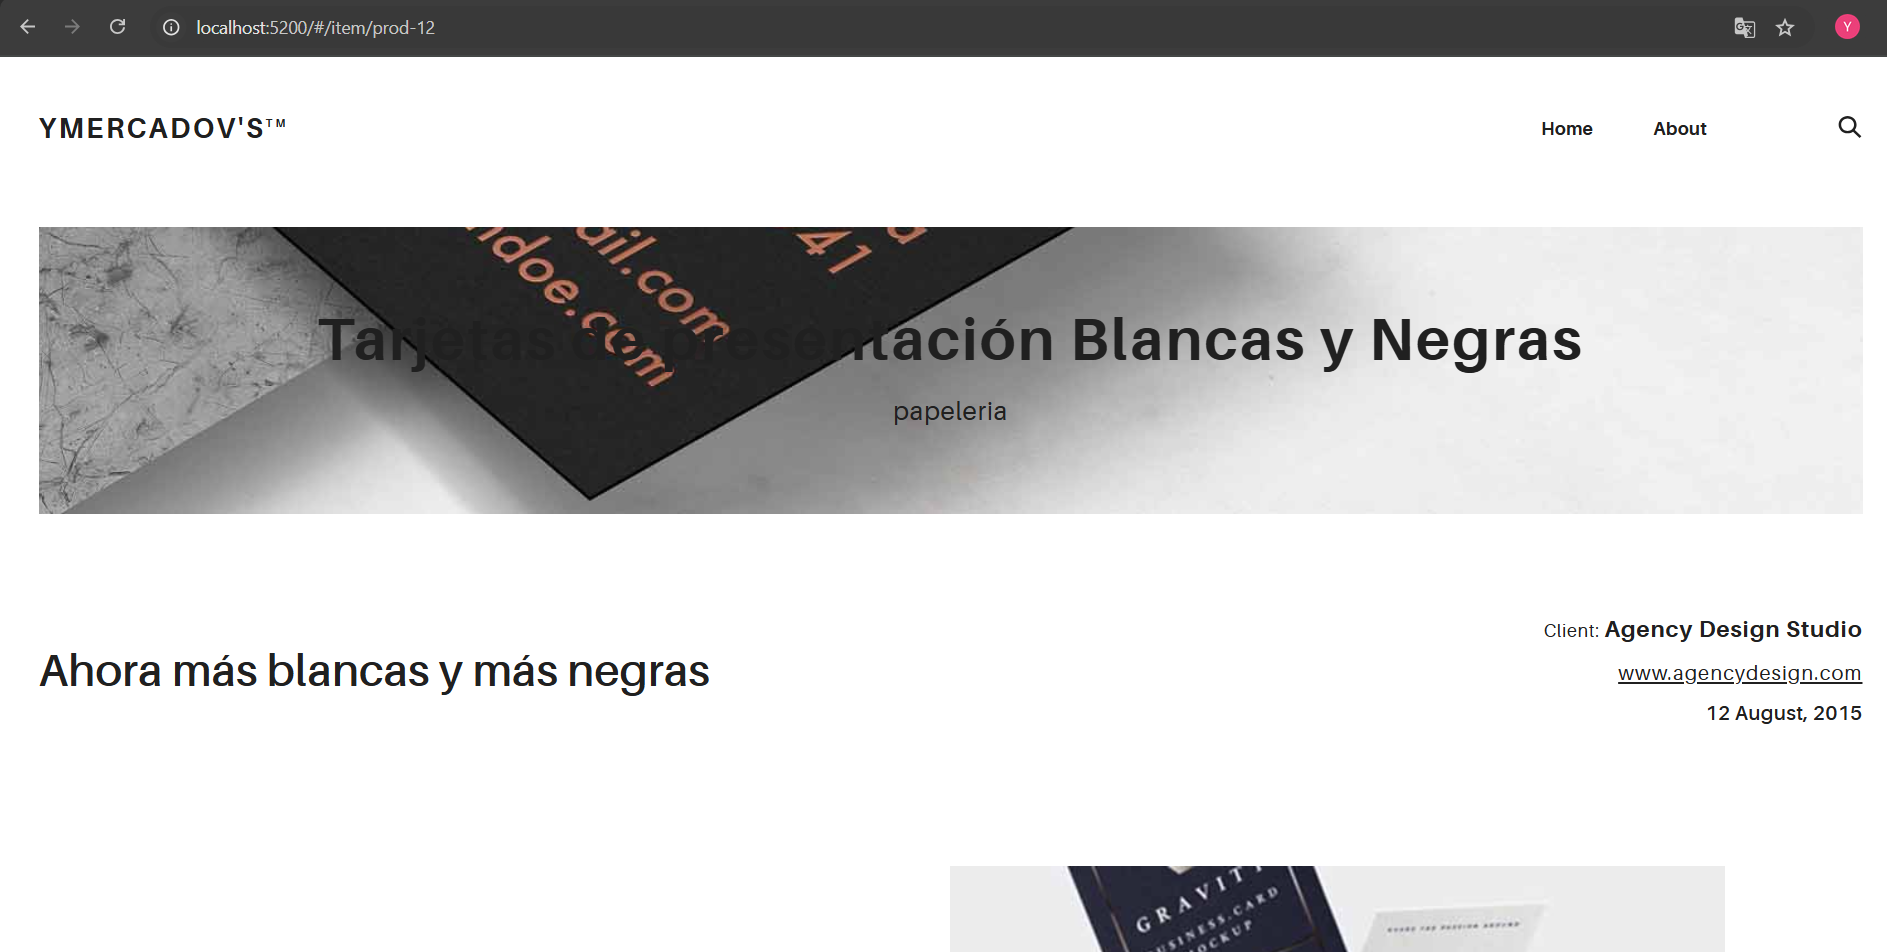 localhost:5200/#/item/prod-12
Y
YMERCADOV'S™
Home
About
ail.com
41
ndoe.com
Tarjetas de presentación Blancas y Negras
papeleria
Ahora más blancas y más negras
Client: Agency Design Studio
www.agencydesign.com
12 August, 2015
GRAVIT
BUSINESS.CARD
MOCKUP